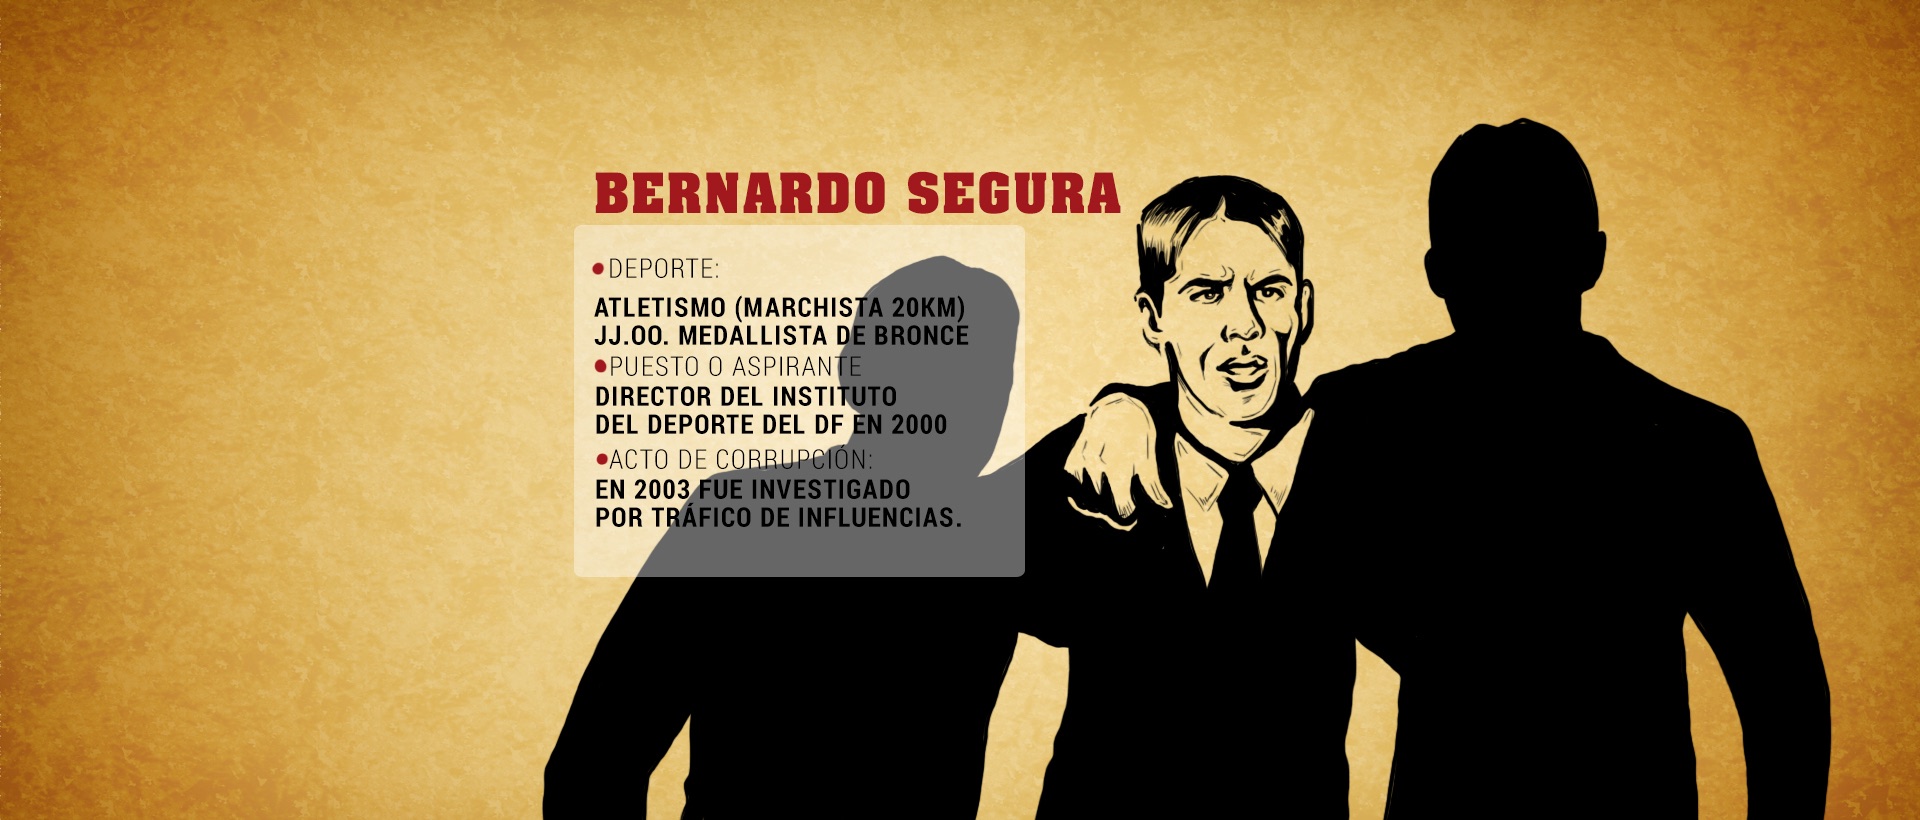 BERNARDO SEGURA
•DEPORTE:
ATLETISMO (MARCHISTA 20KM)
JJ.OO. MEDALLISTA DE BRONCE
•PUESTO O ASPIRANTE
DIRECTOR DEL INSTITUTO
DEL DEPORTE DEL DF EN 2000
•ACTO DE CORRUPCIÓN:
EN 2003 FUE INVESTIGADO
POR TRÁFICO DE INFLUENCIAS.